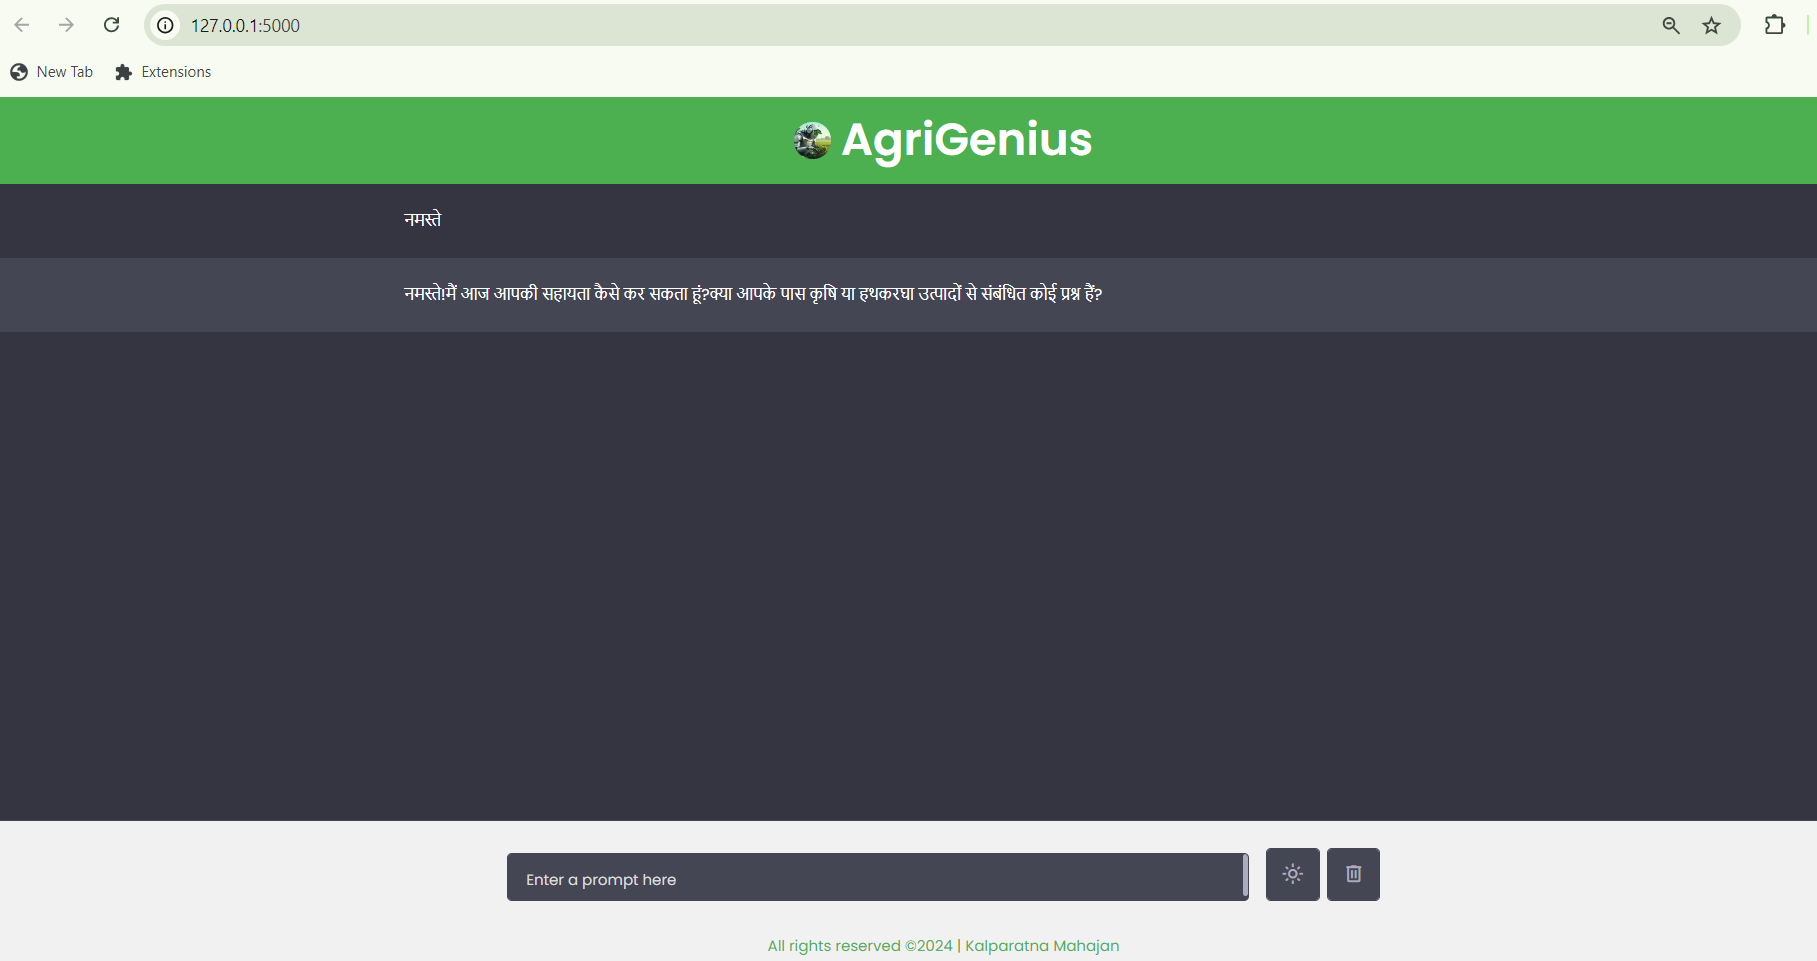 127.0.0.1:5000
New Tab Extensions
AgriGenius
नमस्ते
नमस्ते!मैं आज आपकी सहायता कैसे कर सकता हूं?क्या आपके पास कृषि या हथकरघा उत्पादों से संबंधित कोई प्रश्न हैं?
Enter a prompt here
All rights reserved ©2024 | Kalparatna Mahajan